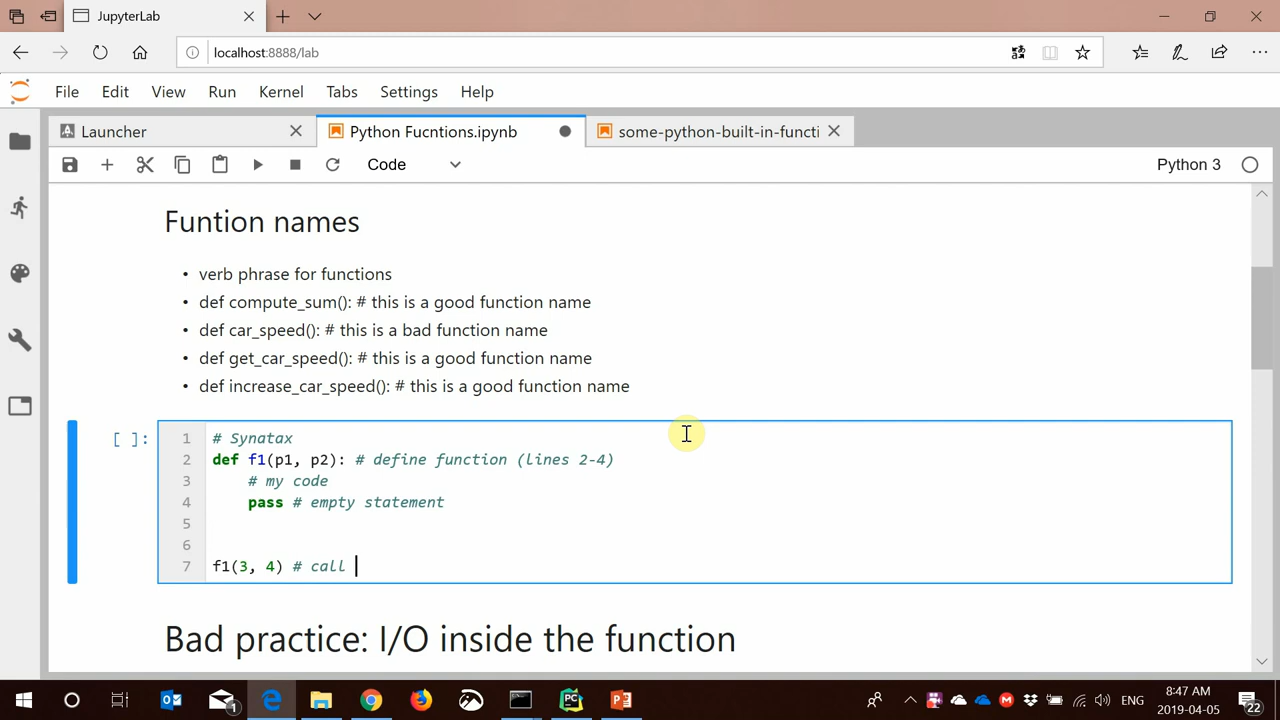 JupyterLab
localhost:8888/lab
File Edit View Run Kernel Tabs Settings Help
Launcher
Python Fucntions.ipynb
some-python-built-in-functi
Code
Python 3
Funtion names
• verb phrase for functions
• def compute_sum(): # this is a good function name
• def car_speed(): # this is a bad function name
• def get_car_speed(): # this is a good function name
• def increase_car_speed(): # this is a good function name
[ ]:
1 # Synatax
2 def f1(p1, p2): # define function (lines 2-4)
3 # my code
4 pass # empty statement
5
6
7 f1(3, 4) # call
Bad practice: I/O inside the function
1
ENG
8:47 AM
2019-04-05
22